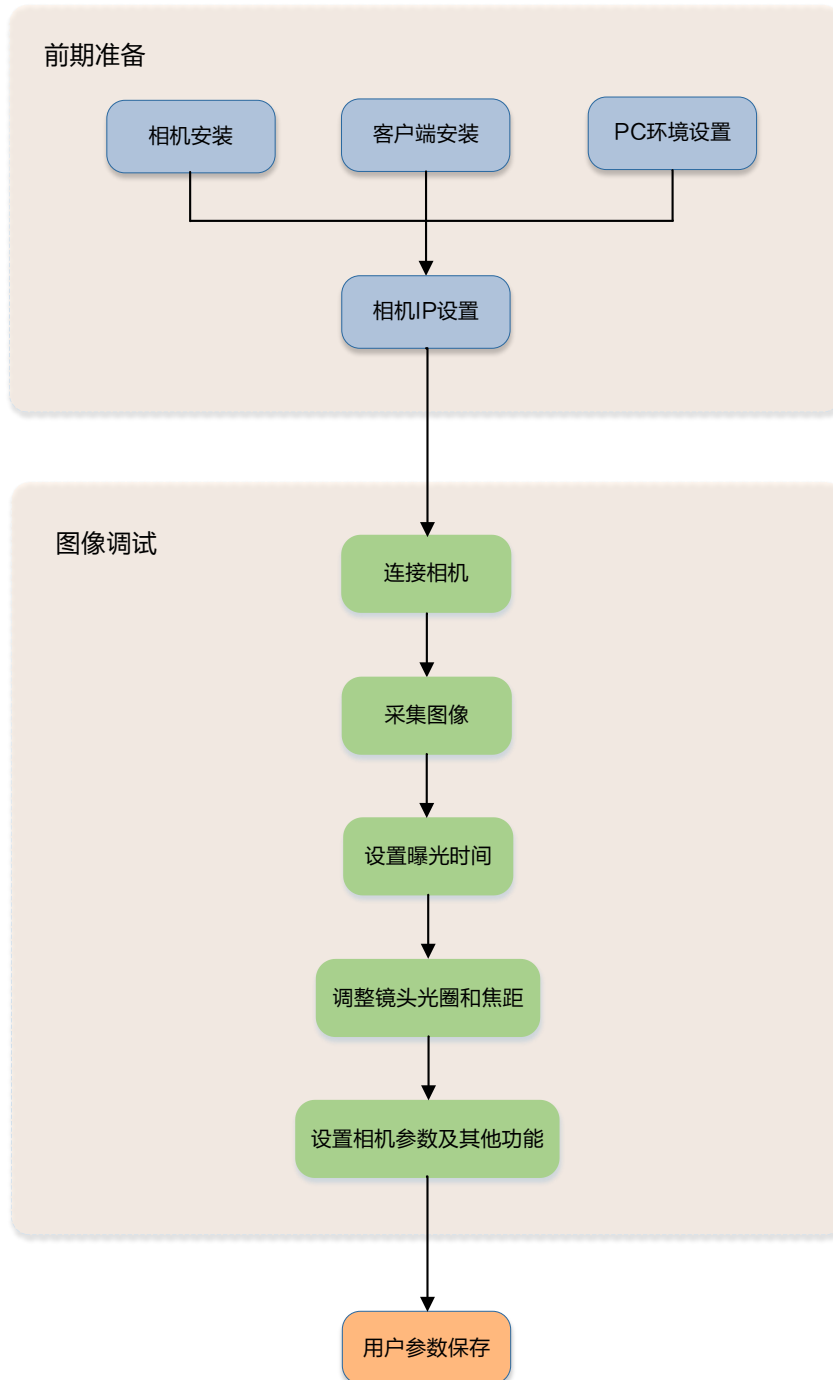 前期准备
相机安装
客户端安装
PC环境设置
相机IP设置
图像调试
连接相机
采集图像
设置曝光时间
调整镜头光圈和焦距
设置相机参数及其他功能
用户参数保存